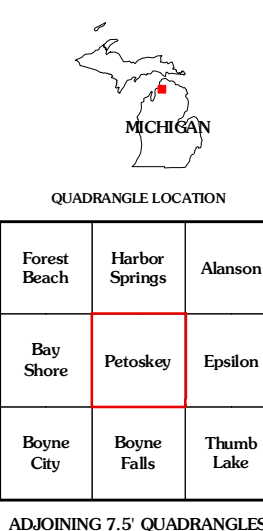 MICHIGAN
QUADRANGLE LOCATION
Forest
Beach
Harbor
Springs
Alanson
Bay
Shore
Petoskey
Epsilon
Boyne
City
Boyne
Falls
Thumb
Lake
ADJOINING 7.5' QUADRANGLES